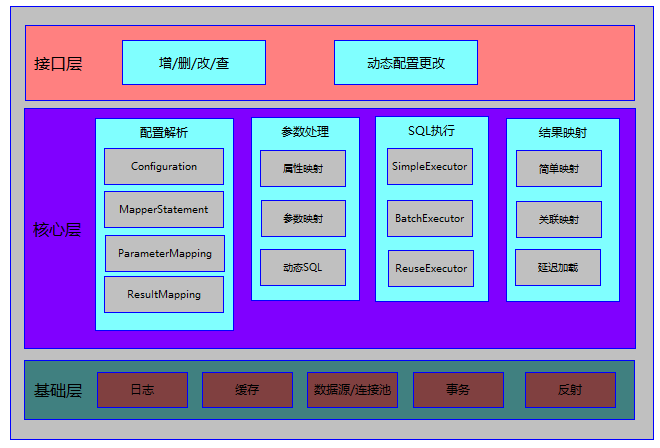 接口层
增/删/改/查
动态配置更改
核心层
配置解析
Configuration
MapperStatement
ParameterMapping
ResultMapping
参数处理
属性映射
参数映射
动态SQL
SQL执行
SimpleExecutor
BatchExecutor
ReuseExecutor
结果映射
简单映射
关联映射
延迟加载
基础层
日志
缓存
数据源/连接池
事务
反射